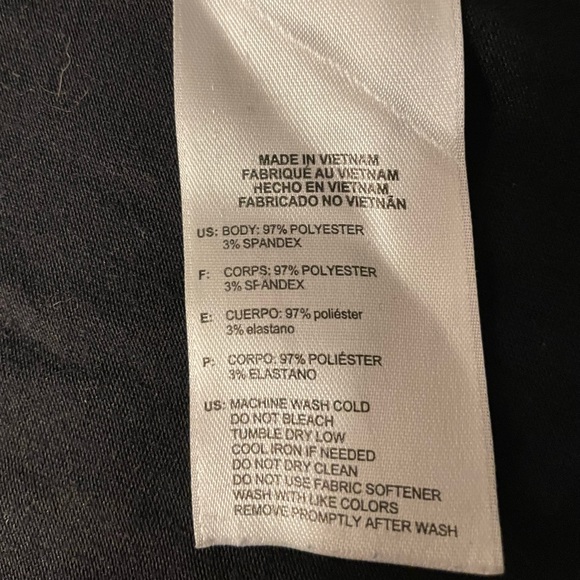 MADE IN VIETNAM
FABRIQUÉ AU VIETNAM
HECHO EN VIETNAM
FABRICADO NO VIETNÃN
US: BODY: 97% POLYESTER
3% SPANDEX
F: CORPS: 97% POLYESTER
3% SPANDEX
E: CUERPO: 97% poliéster
3% elastano
P: CORPO: 97% POLIÉSTER
3% ELASTANO
US: MACHINE WASH COLD
DO NOT BLEACH
TUMBLE DRY LOW
COOL IRON IF NEEDED
DO NOT DRY CLEAN
DO NOT USE FABRIC SOFTENER
WASH WITH LIKE COLORS
REMOVE PROMPTLY AFTER WASH